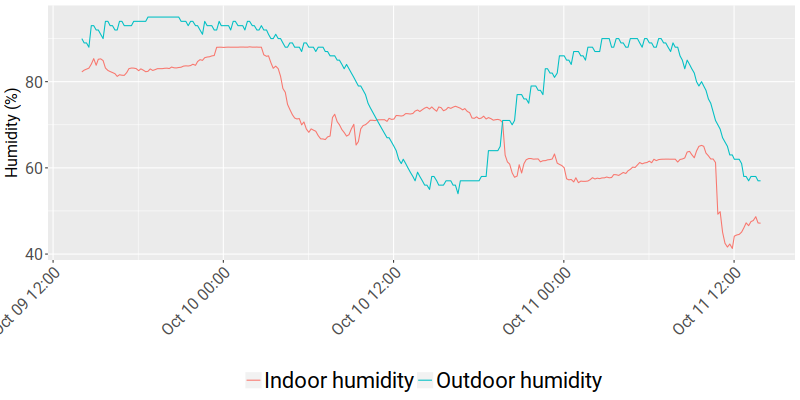 Humidity (%)
80
60
40
Oct 09 12:00
Oct 10 00:00
Oct 10 12:00
Oct 11 00:00
Oct 11 12:00
Indoor humidity Outdoor humidity